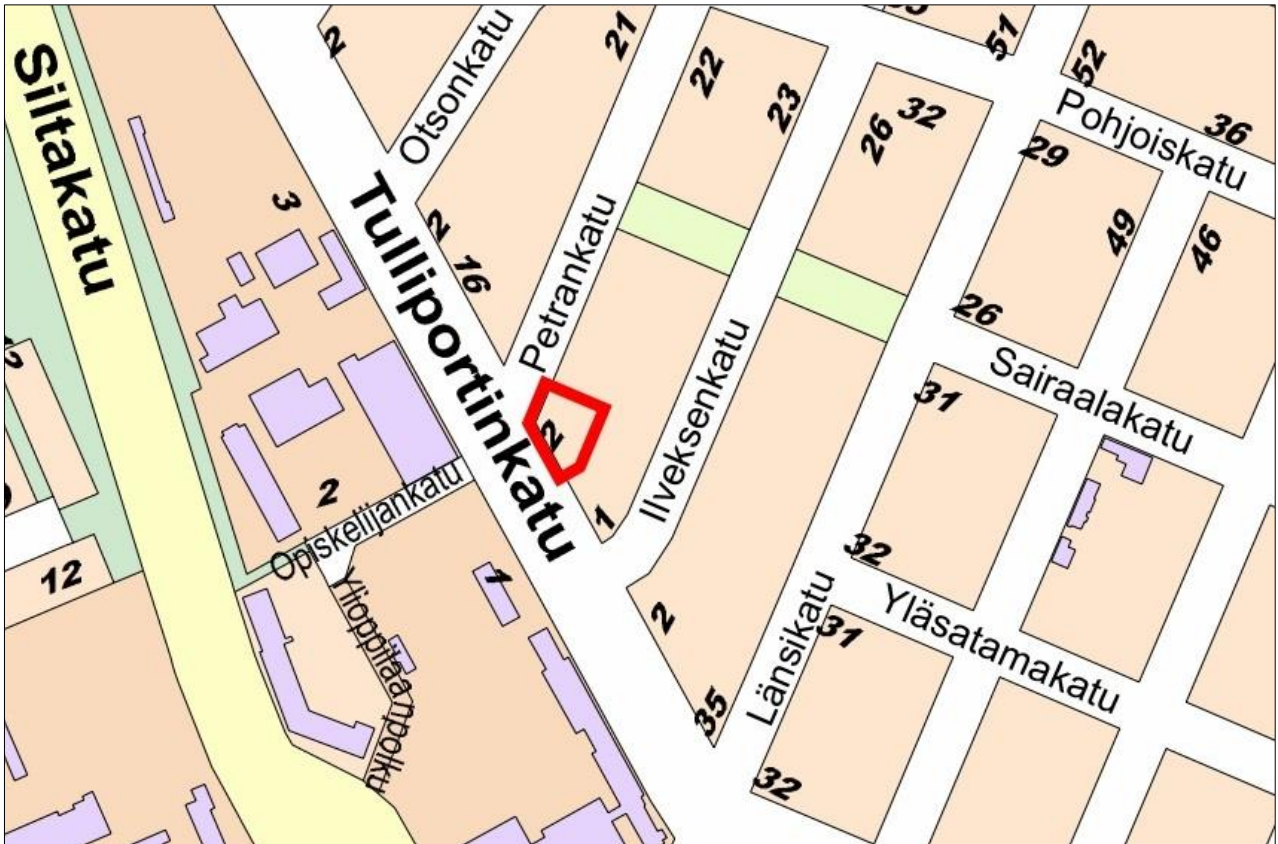 2
Otsonkatu
21
22
23
26
32
51
52
Pohjoiskatu
36
Siltakatu
29
49
46
3
Tulliportinkatu
2
16
Petrankatu
26
Sairaalakatu
Ilveksenkatu
31
2
2
Opiskelijankatu
1
12
1
Ylioppilaanpolku
2
32
Yläsatamakatu
31
Länsikatu
35
32